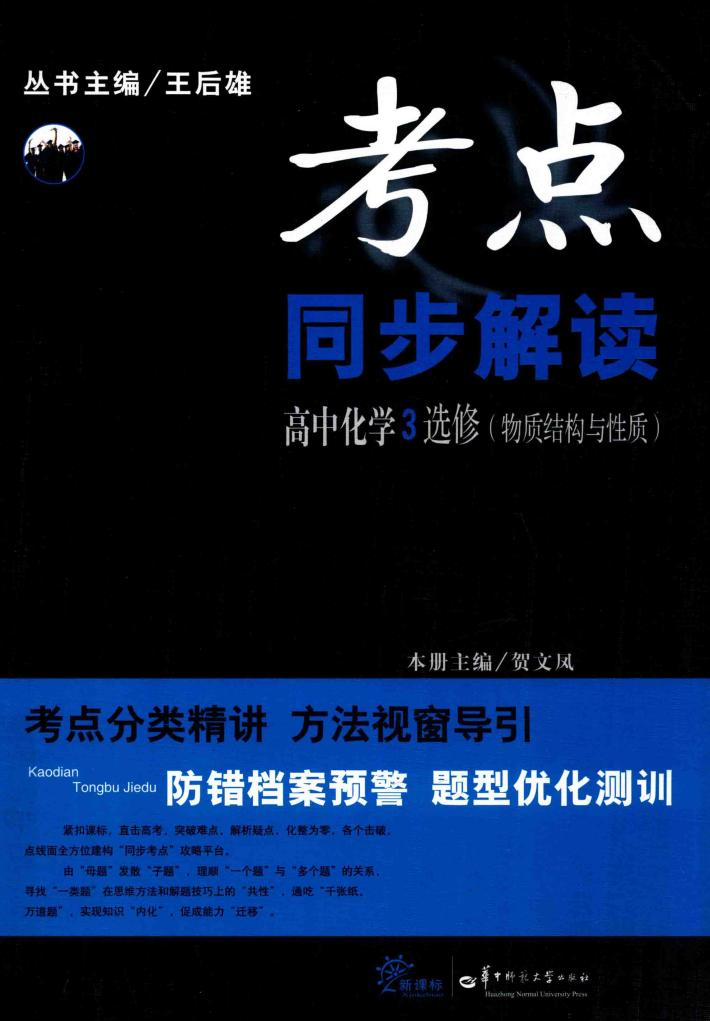 丛书主编/王后雄
考点
同步解读
高中化学3选修(物质结构与性质)
本册主编/贺文凤
考点分类精讲 方法视窗导引
Kaodian
Tongbu Jiedu
防错档案预警 题型优化测训
紧扣课标,直击高考,突破难点,解析疑点,化整为零,各个击破,
点线面全方位建构“同步考点”攻略平台。
由“母题”发散“子题”,理顺“一个题”与“多个题”的关系,
寻找“一类题”在思维方法和解题技巧上的“共性”,通吃“千张纸,
万道题”,实现知识“内化”,促成能力“迁移”。
新课标
Xinkebiao
华中师范大学出版社
Huazhong Normal University Press